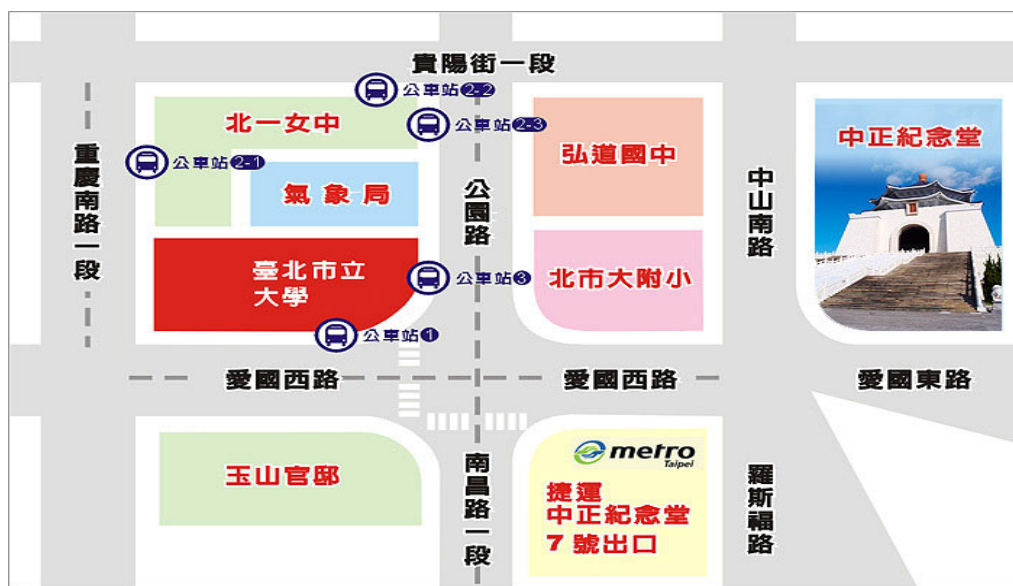 貴陽街一段
公車站2-2
北一女中
公車站2-3
弘道國中
中正紀念堂
公車站2-1
氣象局
重慶南路一段
公園路
中山南路
臺北市立
大學
公車站3
北市大附小
公車站1
愛國西路
愛國西路
愛國東路
玉山官邸
南昌路一段
metro
Taipei
捷運
中正紀念堂
7號出口
羅斯福路